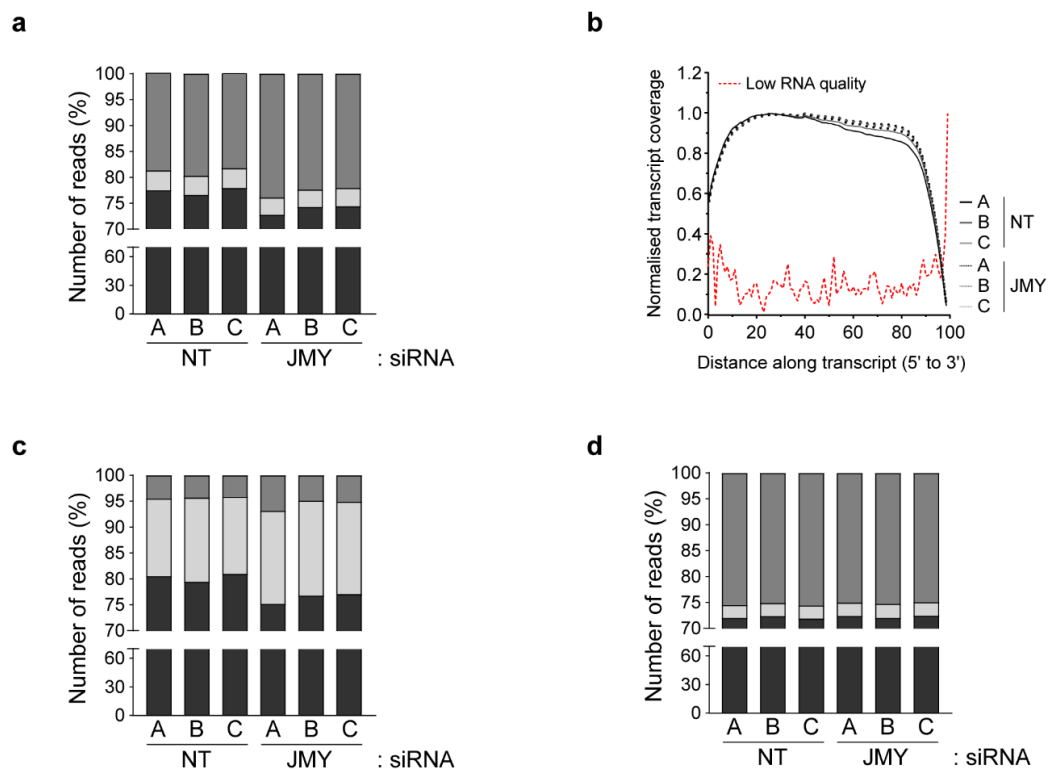 a
Number of reads (%)
100
95
90
85
80
75
70
60
30
0
A B C A B C
NT JMY : siRNA
b
Normalised transcript coverage
1.2
1.0
0.8
0.6
0.4
0.2
0.0
Low RNA quality
A
B
C
NT
A
B
C
JMY
0 20 40 60 80 100
Distance along transcript (5' to 3')
c
Number of reads (%)
100
95
90
85
80
75
70
60
30
0
A B C A B C
NT JMY : siRNA
d
Number of reads (%)
100
95
90
85
80
75
70
60
30
0
A B C A B C
NT JMY : siRNA